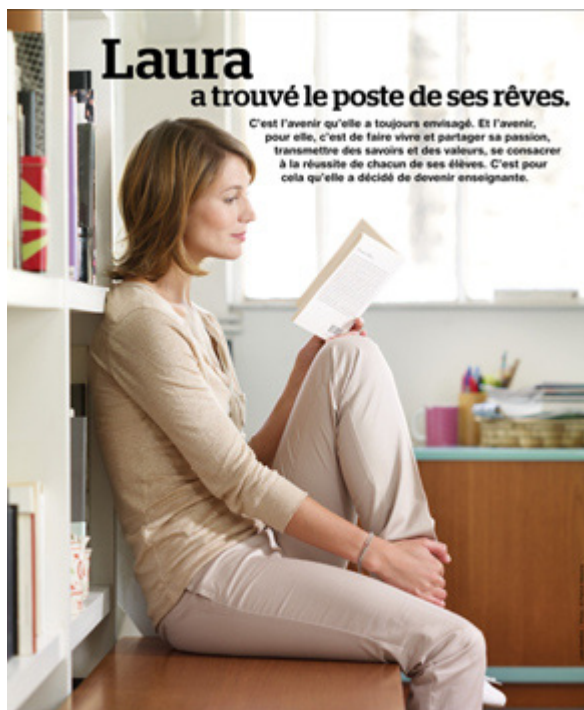 Laura
a trouvé le poste de ses rêves.
C'est l'avenir qu'elle a toujours envisagé. Et l'avenir,
pour elle, c'est de faire vivre et partager sa passion,
transmettre des savoirs et des valeurs, se consacrer
à la réussite de chacun de ses élèves. C'est pour
cela qu'elle a décidé de devenir enseignante.